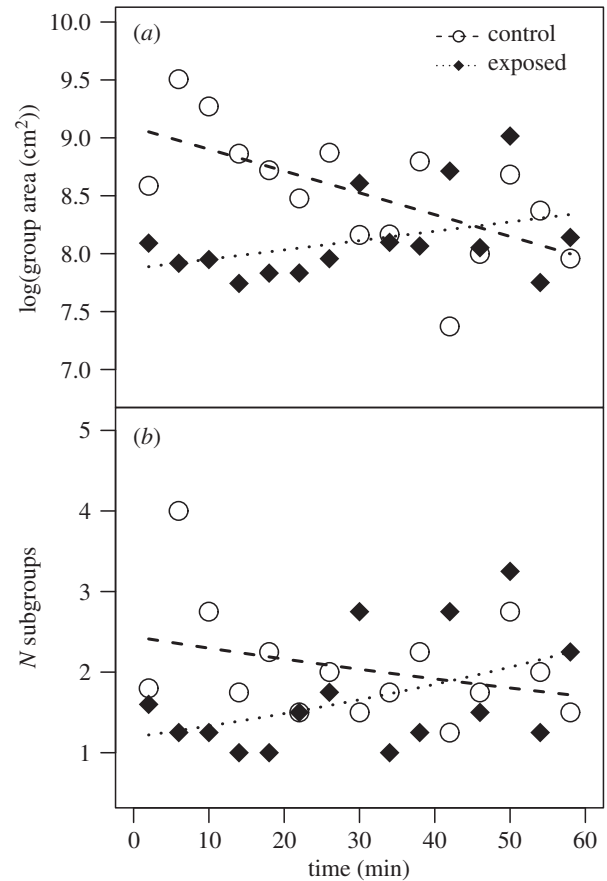 (a)
control
exposed
10.0
9.5
9.0
8.5
8.0
7.5
7.0
log(group area (cm²))
(b)
5
4
3
2
1
N subgroups
0 10 20 30 40 50 60
time (min)